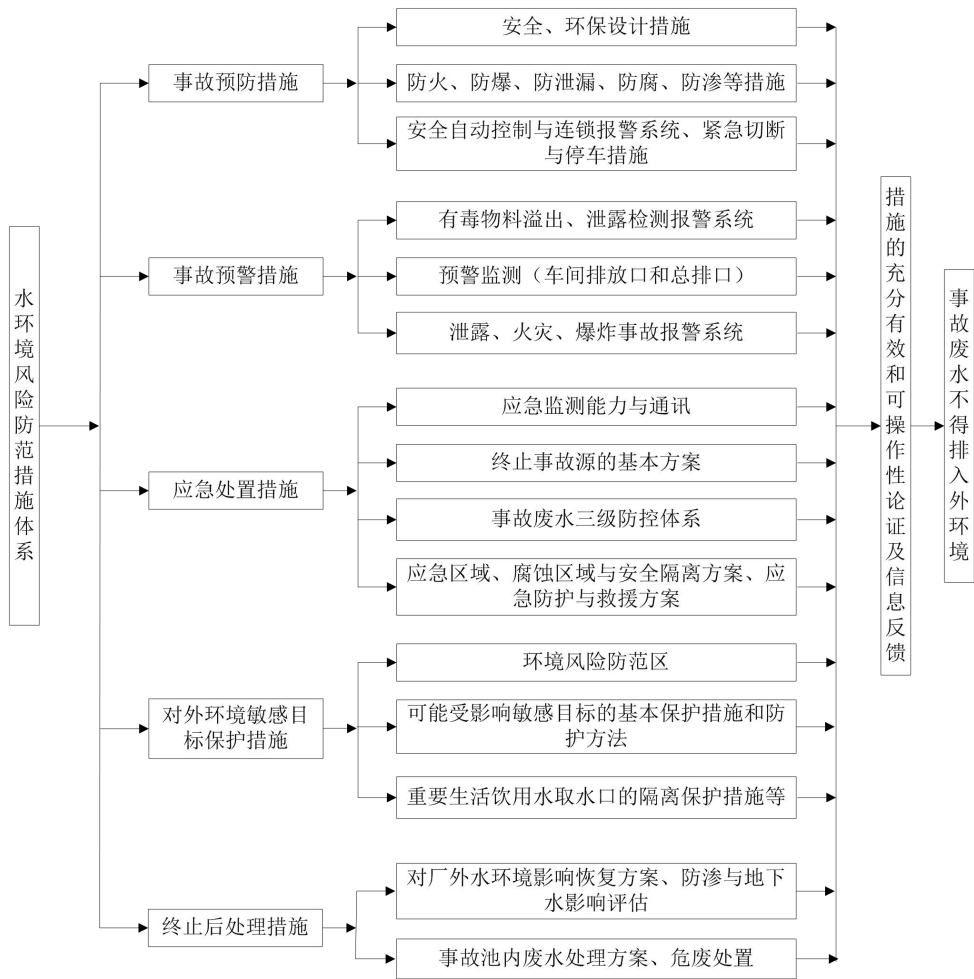 水环境风险防范措施体系
事故预防措施
安全、环保设计措施
防火、防爆、防泄漏、防腐、防渗等措施
安全自动控制与连锁报警系统、紧急切断
与停车措施
事故预警措施
有毒物料溢出、泄露检测报警系统
预警监测（车间排放口和总排口）
泄露、火灾、爆炸事故报警系统
应急处置措施
应急监测能力与通讯
终止事故源的基本方案
事故废水三级防控体系
应急区域、腐蚀区域与安全隔离方案、应
急防护与救援方案
对外环境敏感目
标保护措施
环境风险防范区
可能受影响敏感目标的基本保护措施和防
护方法
重要生活饮用水取水口的隔离保护措施等
终止后处理措施
对厂外水环境影响恢复方案、防渗与地下
水影响评估
事故池内废水处理方案、危废处置
措施的充分有效和可操作性论证及信息反馈
事故废水不得排入外环境